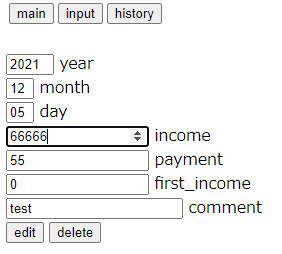 main input history
2021 year
12 month
05 day
66666 income
55 payment
0 first_income
test comment
edit delete